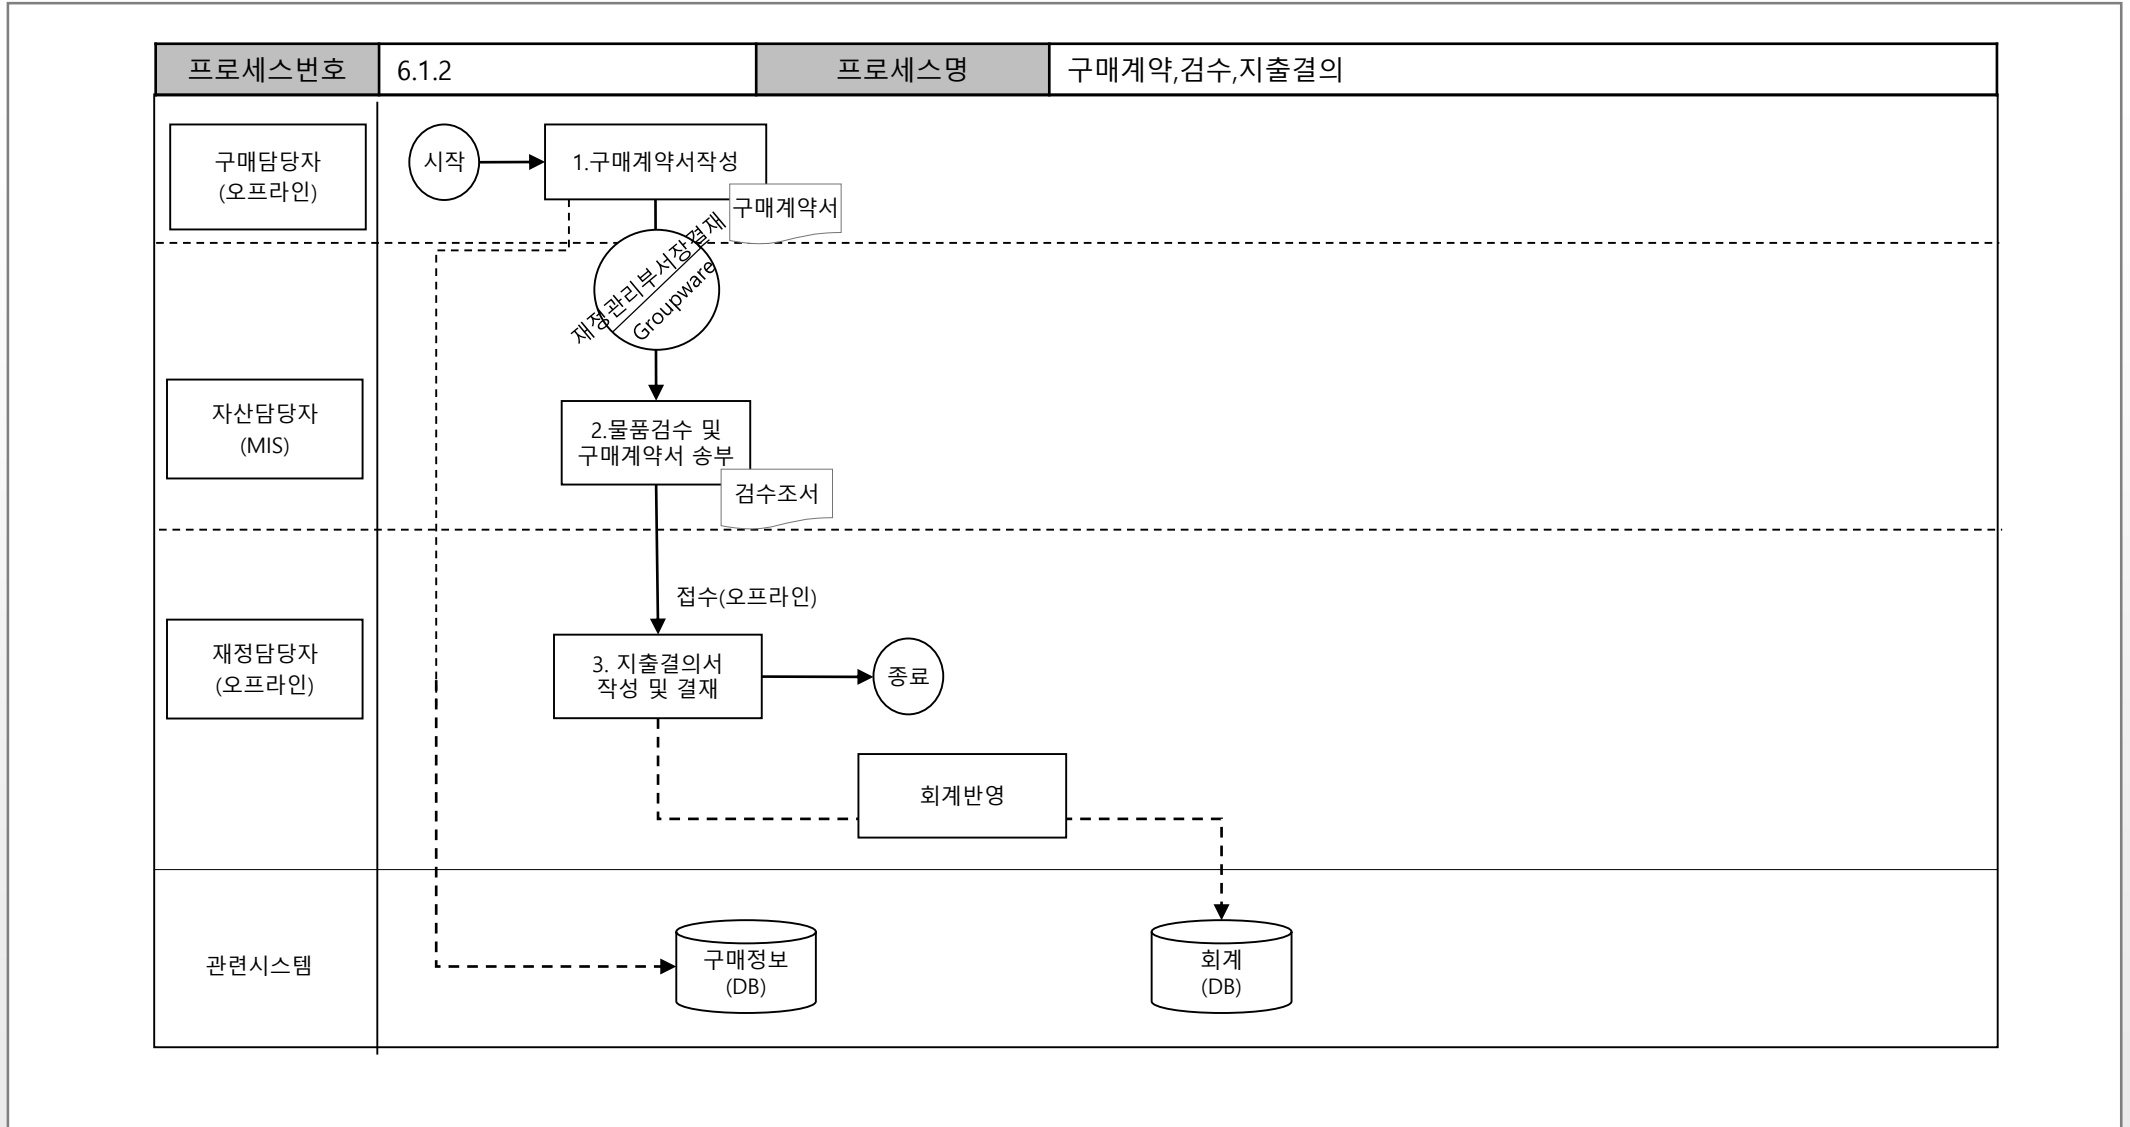 프로세스번호
6.1.2
프로세스명
구매계약,검수,지출결의
구매담당자
(오프라인)
시작
1.구매계약서작성
구매계약서
재정관리부서장결재
Groupware
자산담당자
(MIS)
2.물품검수 및
구매계약서 송부
검수조서
접수(오프라인)
재정담당자
(오프라인)
3. 지출결의서
작성 및 결재
종료
회계반영
관련시스템
구매정보
(DB)
회계
(DB)